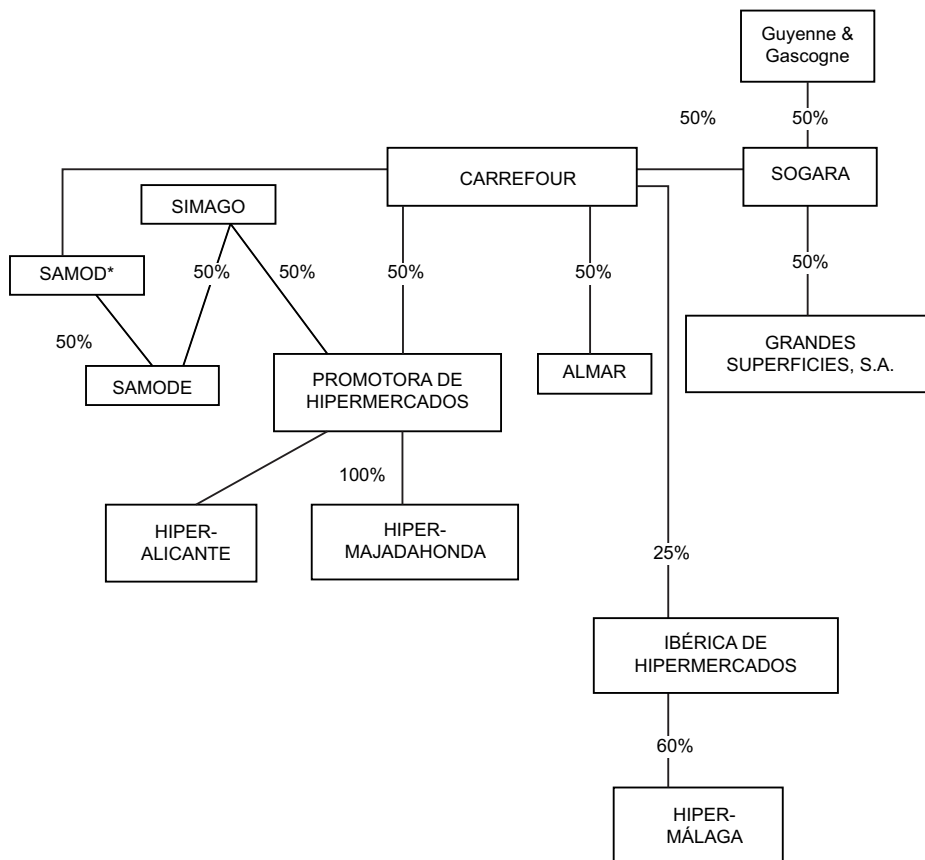 Guyenne &
Gascogne
50%
50%
CARREFOUR
SOGARA
SIMAGO
SAMOD*
50%
50%
50%
50%
50%
50%
SAMODE
PROMOTORA DE
HIPERMERCADOS
ALMAR
GRANDES
SUPERFICIES, S.A.
100%
HIPER-
ALICANTE
HIPER-
MAJADAHONDA
25%
IBÉRICA DE
HIPERMERCADOS
60%
HIPER-
MÁLAGA